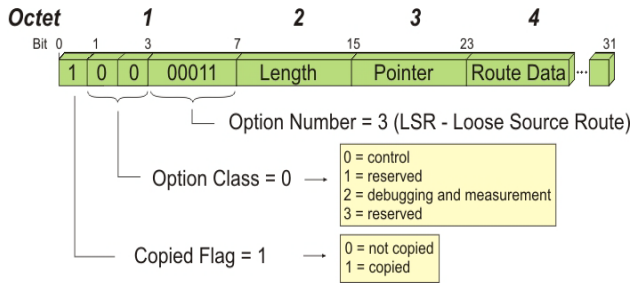 Octet 1 2 3 4
Bit 0 1 3 7 15 23 31
1 0 0 00011 Length Pointer Route Data ...
Option Number = 3 (LSR - Loose Source Route)
Option Class = 0
0 = control
1 = reserved
2 = debugging and measurement
3 = reserved
Copied Flag = 1
0 = not copied
1 = copied